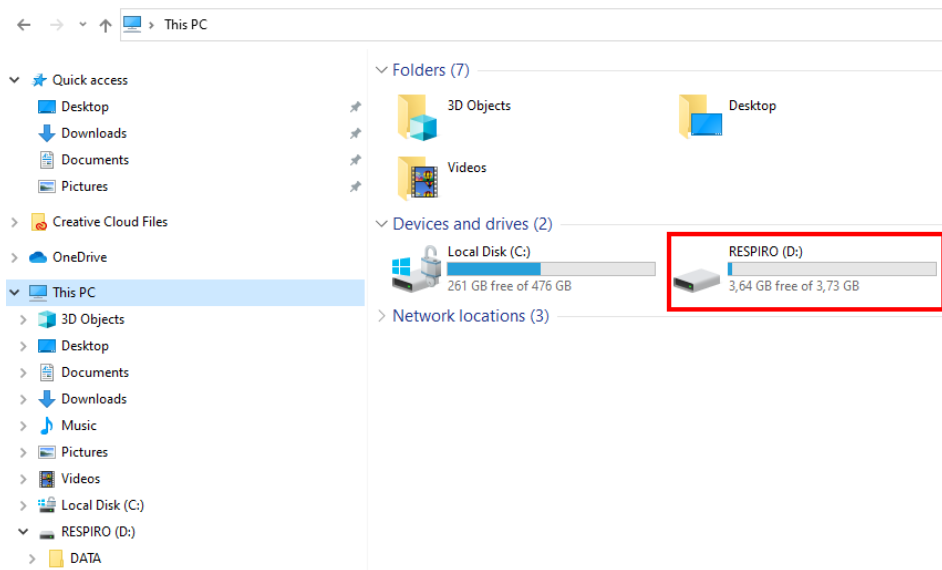 This PC
Quick access
Desktop
Downloads
Documents
Pictures
Creative Cloud Files
OneDrive
This PC
3D Objects
Desktop
Documents
Downloads
Music
Pictures
Videos
Local Disk (C:)
RESPIRO (D:)
DATA
Folders (7)
3D Objects
Desktop
Videos
Devices and drives (2)
Local Disk (C:)
261 GB free of 476 GB
RESPIRO (D:)
3,64 GB free of 3,73 GB
Network locations (3)